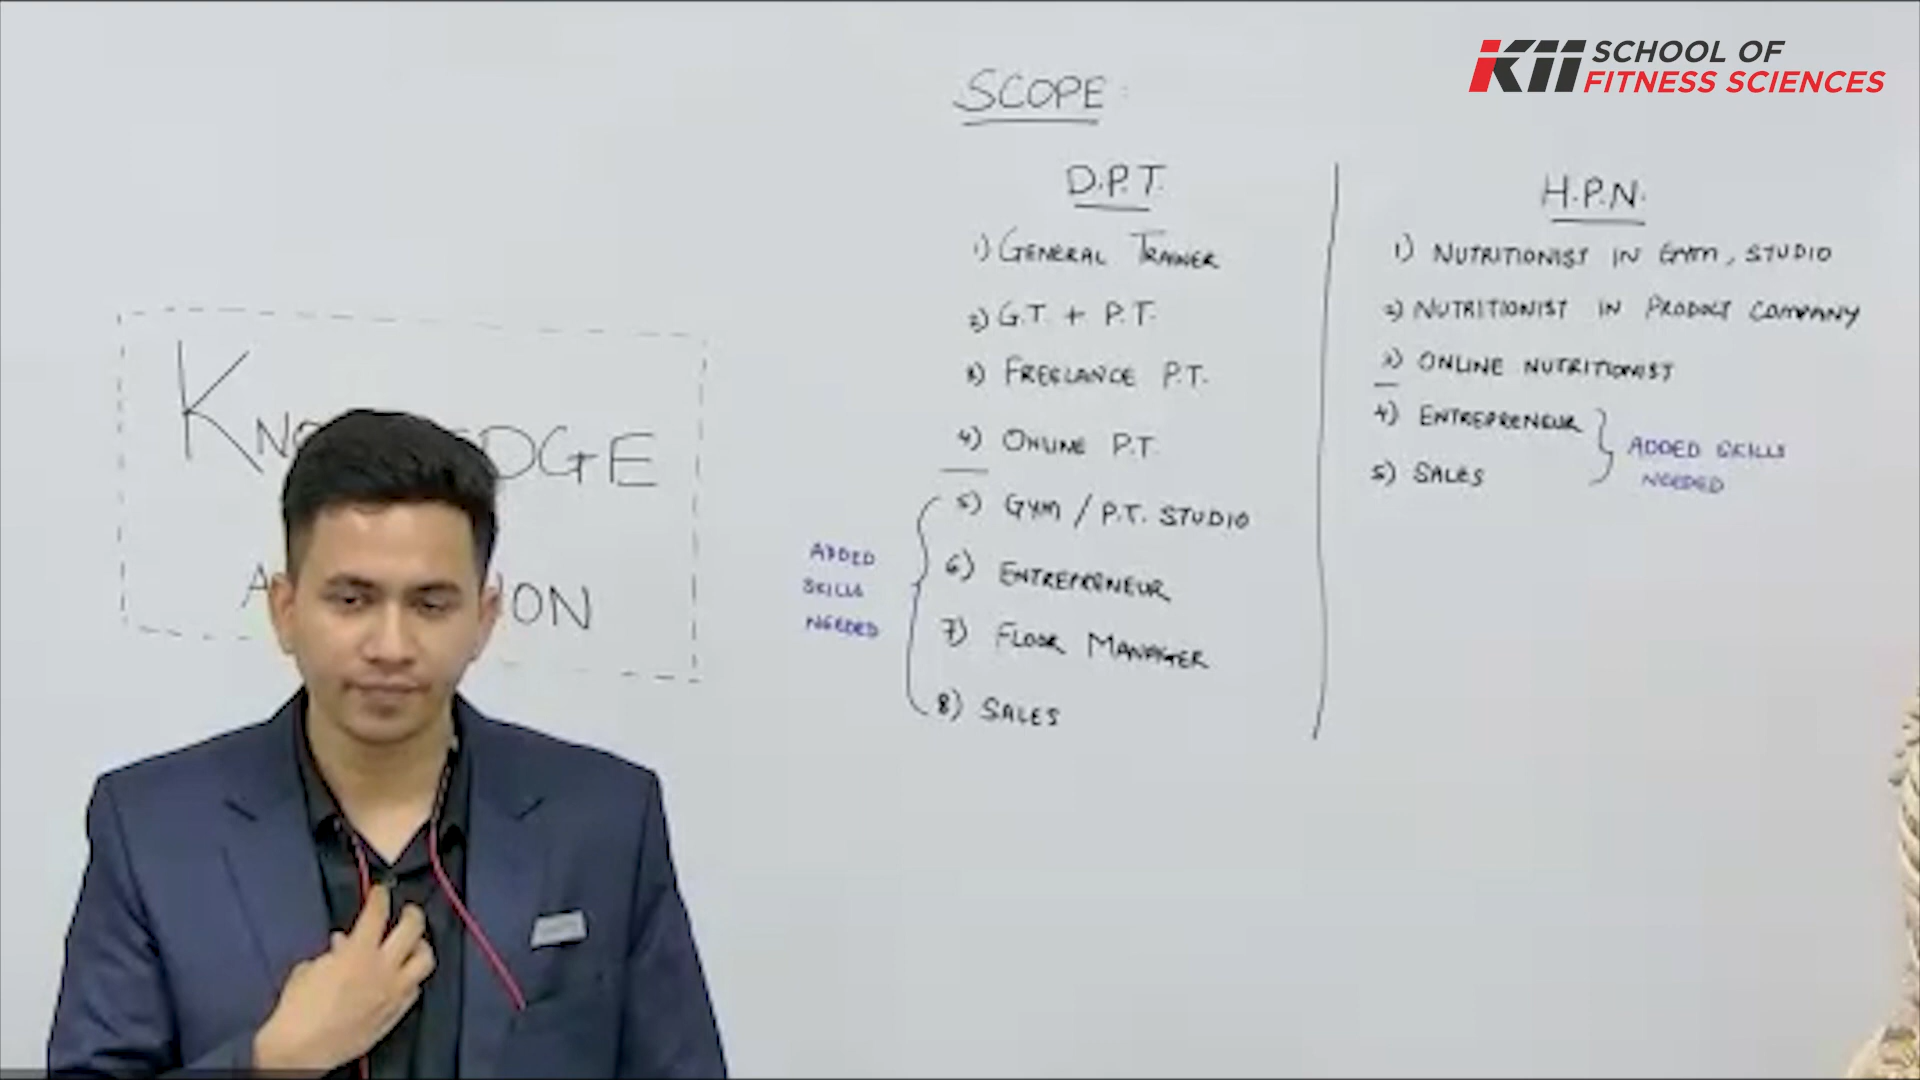 K11 SCHOOL OF
FITNESS SCIENCES
SCOPE:
D.P.T.
1) GENERAL TRAINER
2) G.T. + P.T.
3) FREELANCE P.T.
4) ONLINE P.T.
5) GYM / P.T. STUDIO
6) ENTREPRENEUR
7) FLOOR MANAGER
8) SALES
ADDED
SKILLS
NEEDED
H.P.N.
1) NUTRITIONIST IN GYM, STUDIO
2) NUTRITIONIST IN PRODUCT COMPANY
3) ONLINE NUTRITIONIST
4) ENTREPRENEUR
5) SALES
ADDED SKILLS
NEEDED